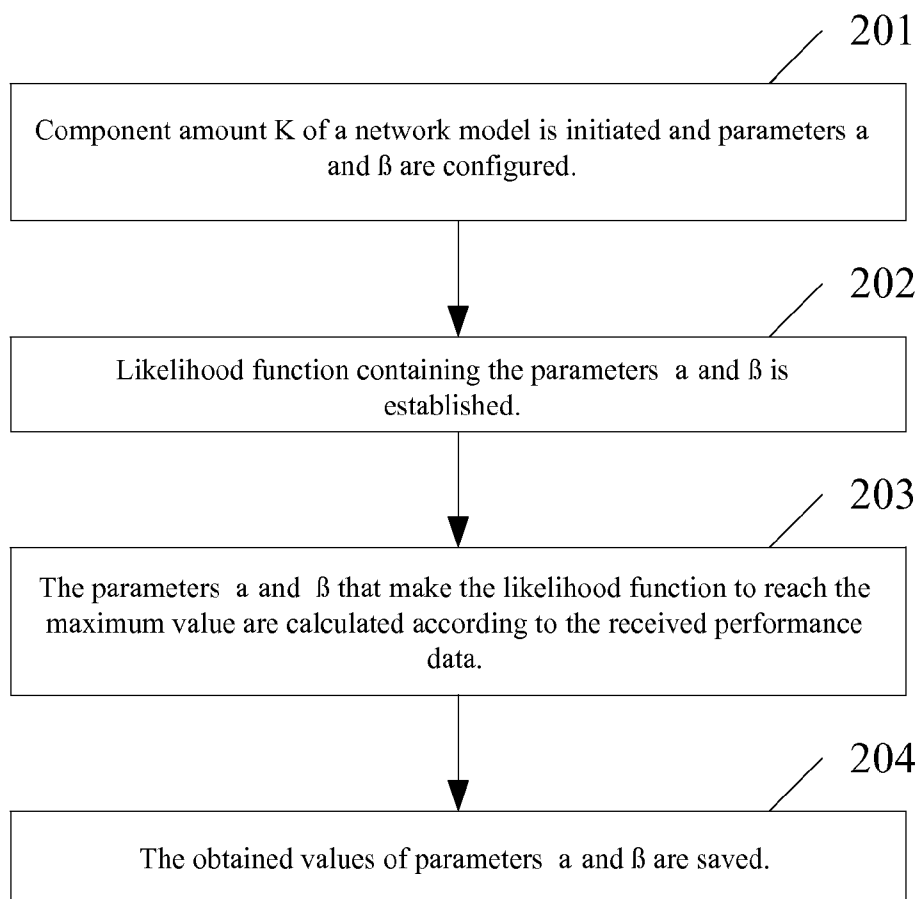 201
Component amount K of a network model is initiated and parameters a
and ß are configured.
202
Likelihood function containing the parameters a and ß is
established.
203
The parameters a and ß that make the likelihood function to reach the
maximum value are calculated according to the received performance
data.
204
The obtained values of parameters a and ß are saved.